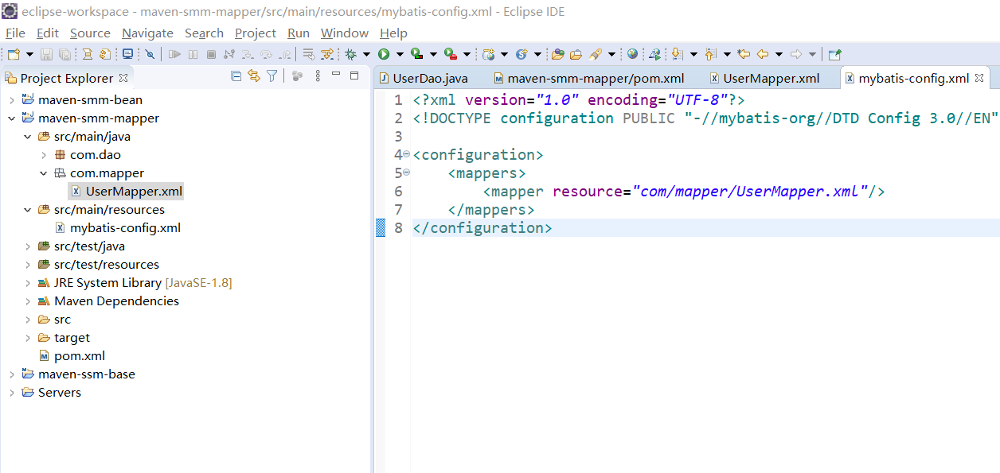 eclipse-workspace - maven-smm-mapper/src/main/resources/mybatis-config.xml - Eclipse IDE
File Edit Source Navigate Search Project Run Window Help
Project Explorer
UserDao.java maven-smm-mapper/pom.xml UserMapper.xml mybatis-config.xml
maven-smm-bean
maven-smm-mapper
src/main/java
com.dao
com.mapper
UserMapper.xml
src/main/resources
mybatis-config.xml
src/test/java
src/test/resources
JRE System Library [JavaSE-1.8]
Maven Dependencies
src
target
pom.xml
maven-ssm-base
Servers
1 <?xml version="1.0" encoding="UTF-8"?>
2 <!DOCTYPE configuration PUBLIC "-//mybatis-org//DTD Config 3.0//EN"
3
4 <configuration>
5 <mappers>
6 <mapper resource="com/mapper/UserMapper.xml"/>
7 </mappers>
8 </configuration>